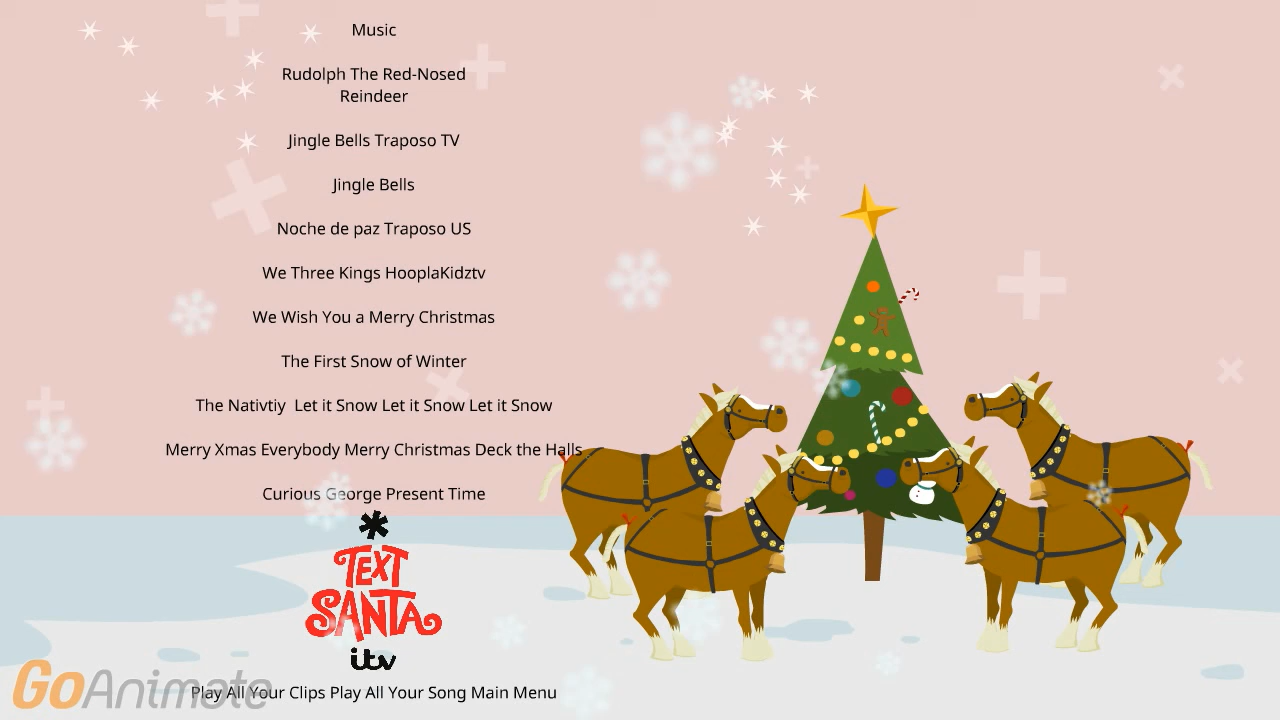 Music
Rudolph The Red-Nosed
Reindeer
Jingle Bells Traposo TV
Jingle Bells
Noche de paz Traposo US
We Three Kings HooplaKidztv
We Wish You a Merry Christmas
The First Snow of Winter
The Nativtiy  Let it Snow Let it Snow Let it Snow
Merry Xmas Everybody Merry Christmas Deck the Halls
Curious George Present Time
TEXT
SANTA
itv
Play All Your Clips Play All Your Song Main Menu
GoAnimate